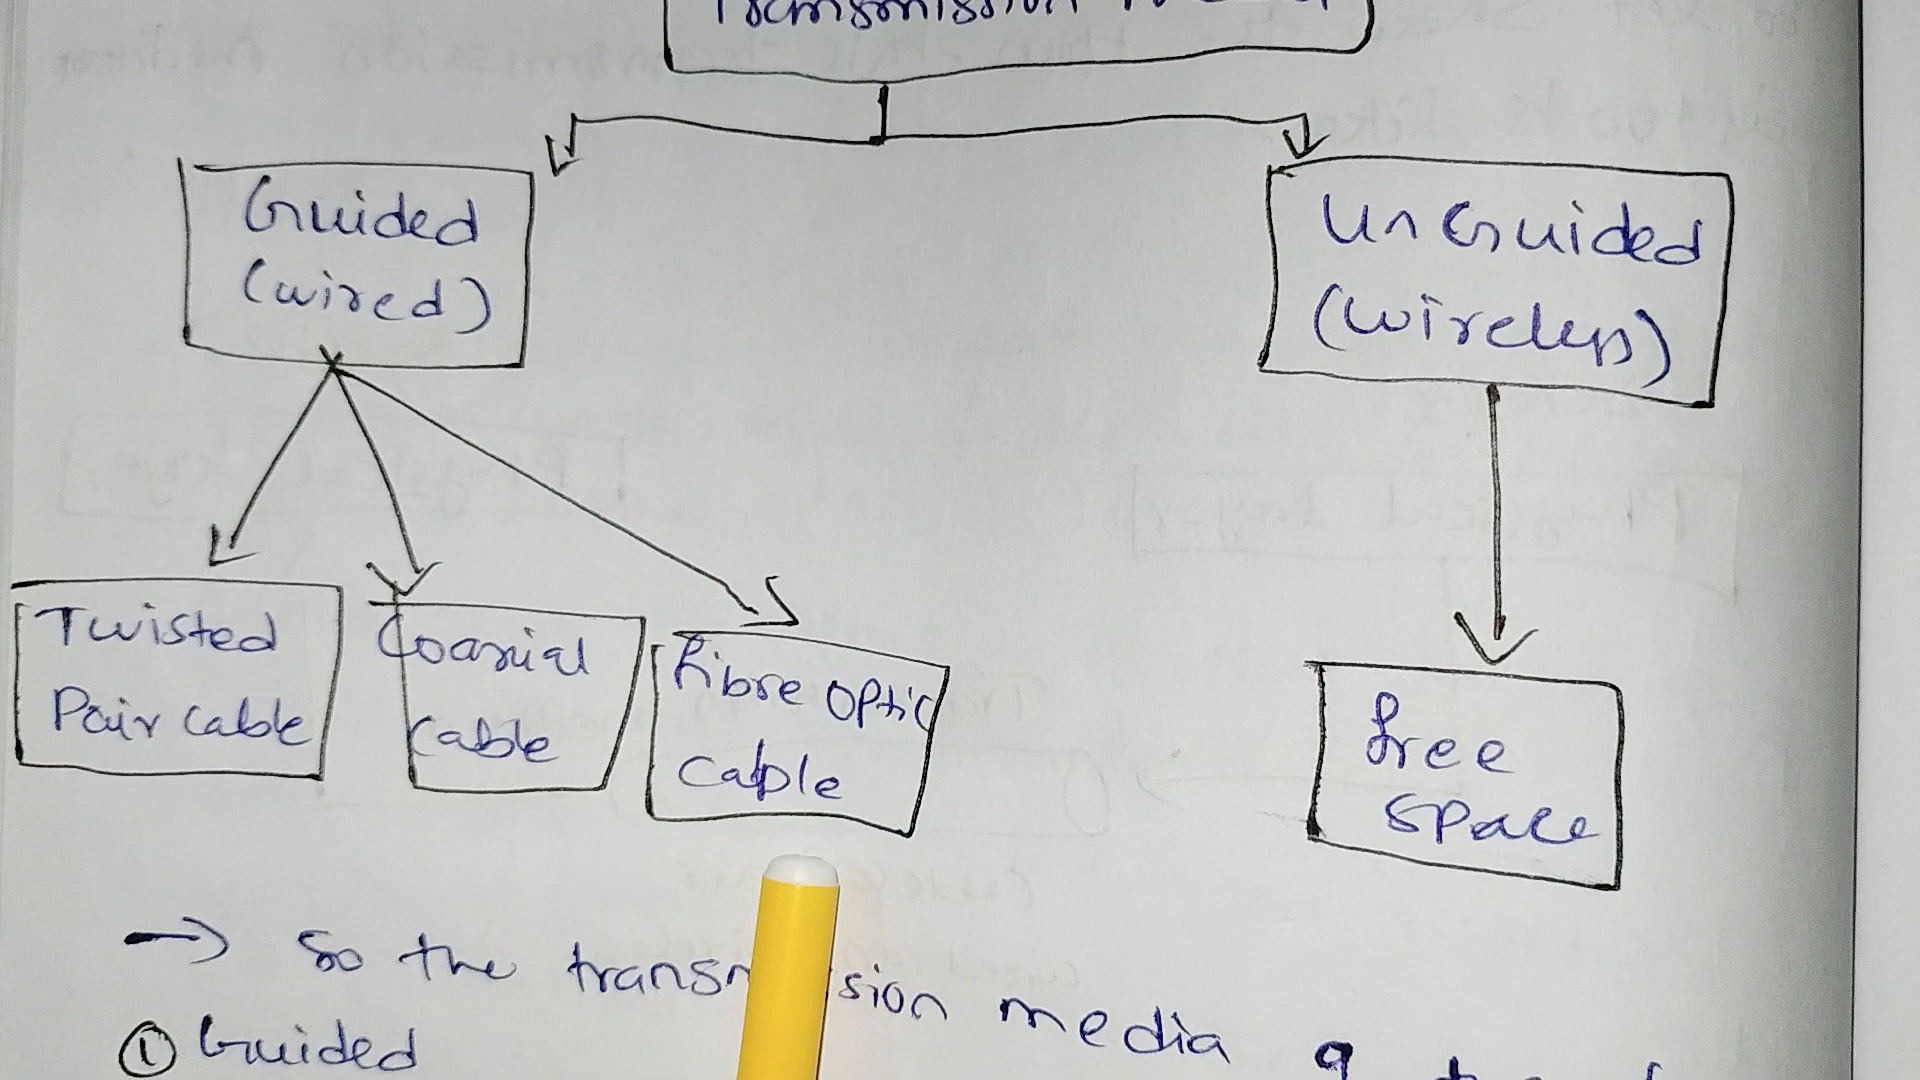 Transmission
Guided
(wired)
UnGuided
(wireless)
Twisted
Pair cable
Coaxial
cable
Fibre Optic
Cable
free
space
→ So the transm sion media
① Guided